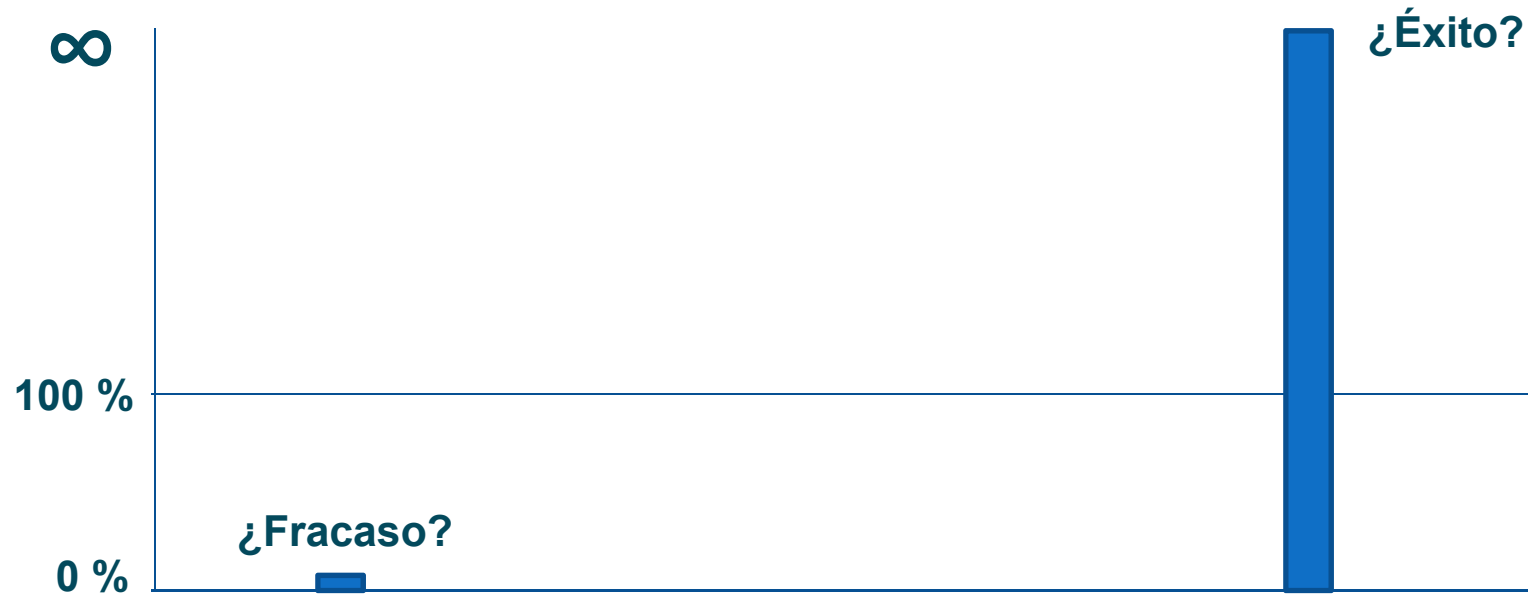 ∞
¿Éxito?
100 %
¿Fracaso?
0 %